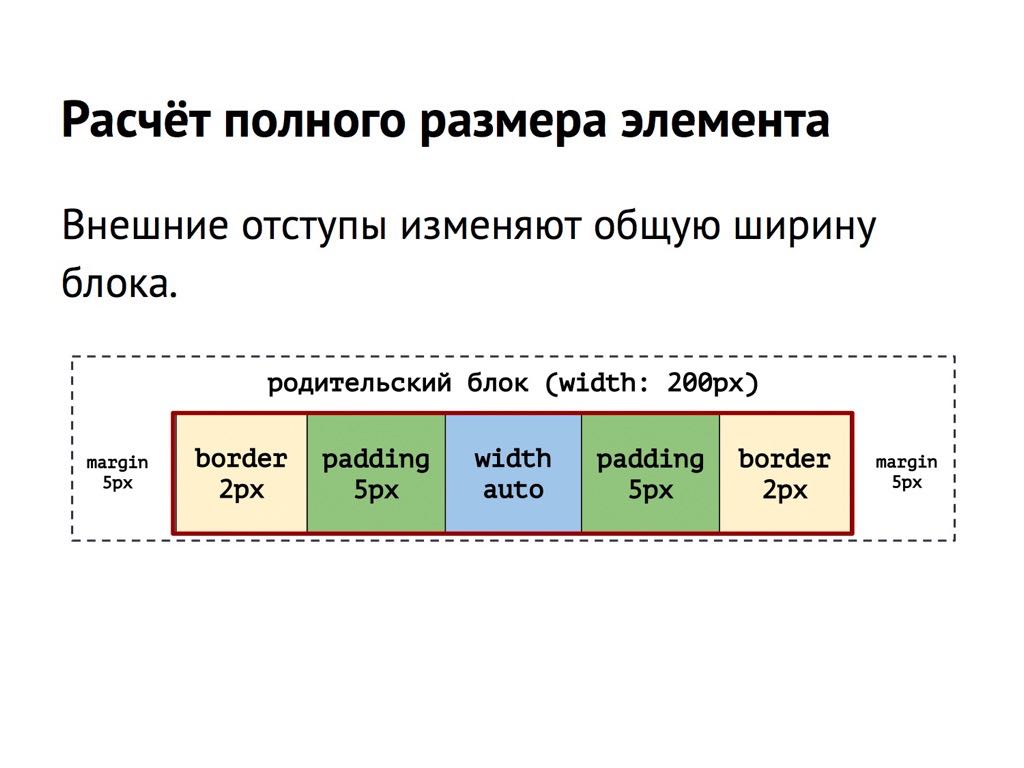 Расчёт полного размера элемента
Внешние отступы изменяют общую ширину
блока.
родительский блок (width: 200px)
margin
5px
border
2px
padding
5px
width
auto
padding
5px
border
2px
margin
5px